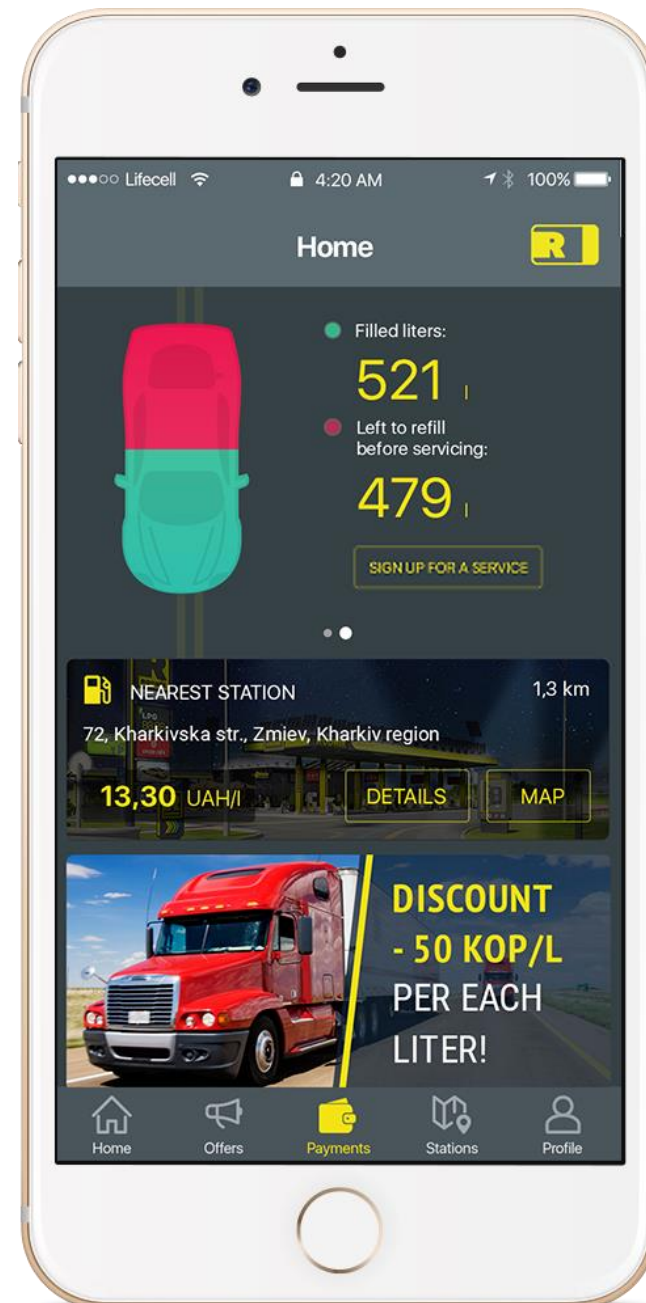 Lifecell 4:20 AM 100%
Home
R
Filled liters:
521 l
Left to refill
before servicing:
479 l
SIGN UP FOR A SERVICE
NEAREST STATION 1,3 km
72, Kharkivska str., Zmiev, Kharkiv region
13,30 UAH/l DETAILS MAP
LPG
DISCOUNT
- 50 KOP/L
PER EACH
LITER!
Home Offers Payments Stations Profile